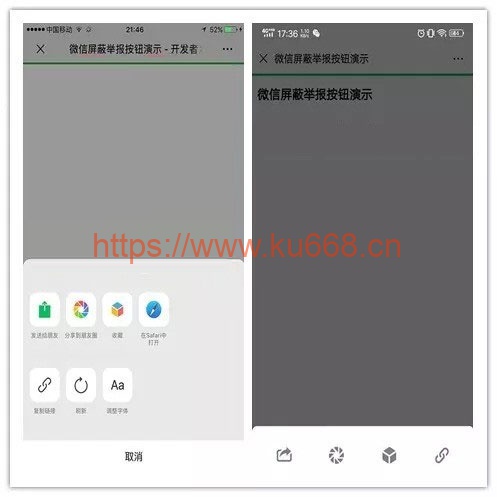 中国移动
21:46
52%
微信屏蔽举报按钮演示 - 开发者
发送给朋友
分享到朋友圈
收藏
在Safari中
打开
复制链接
刷新
Aa
调整字体
取消
17:36
微信屏蔽举报按钮演示
微信屏蔽举报按钮演示
https://www.ku668.cn